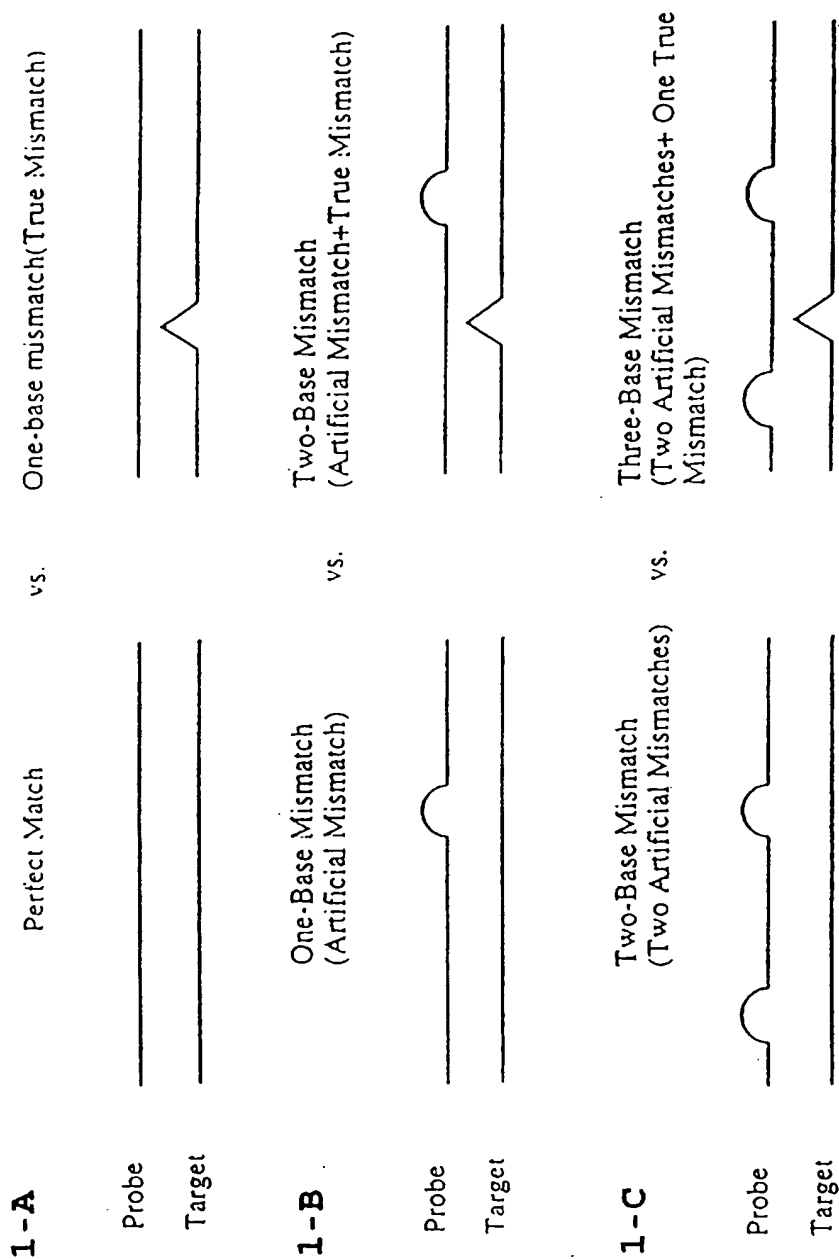 1-A
Perfect Match vs. One-base mismatch(True Mismatch)
Probe
Target
1-B
One-Base Mismatch
(Artificial Mismatch)
vs.
Two-Base Mismatch
(Artificial Mismatch+True Mismatch)
Probe
Target
1-C
Two-Base Mismatch
(Two Artificial Mismatches)
vs.
Three-Base Mismatch
(Two Artificial Mismatches+ One True
Mismatch)
Probe
Target